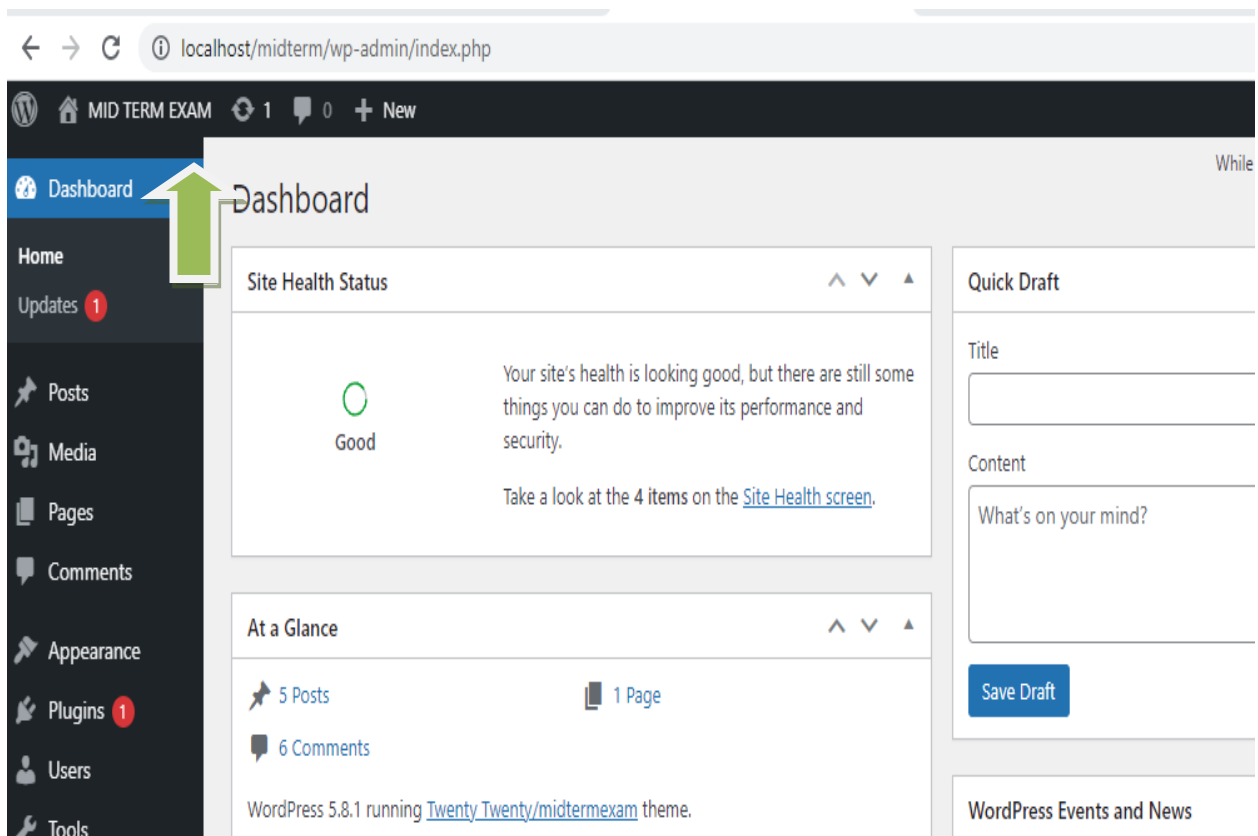 localhost/midterm/wp-admin/index.php
MID TERM EXAM 1 0 New
While
Dashboard
Home
Updates 1
Posts
Media
Pages
Comments
Appearance
Plugins 1
Users
Tools
Dashboard
Site Health Status
Good
Your site's health is looking good, but there are still some
things you can do to improve its performance and
security.
Take a look at the 4 items on the Site Health screen.
At a Glance
5 Posts
1 Page
6 Comments
WordPress 5.8.1 running Twenty Twenty/midtermexam theme.
Quick Draft
Title
Content
What's on your mind?
Save Draft
WordPress Events and News